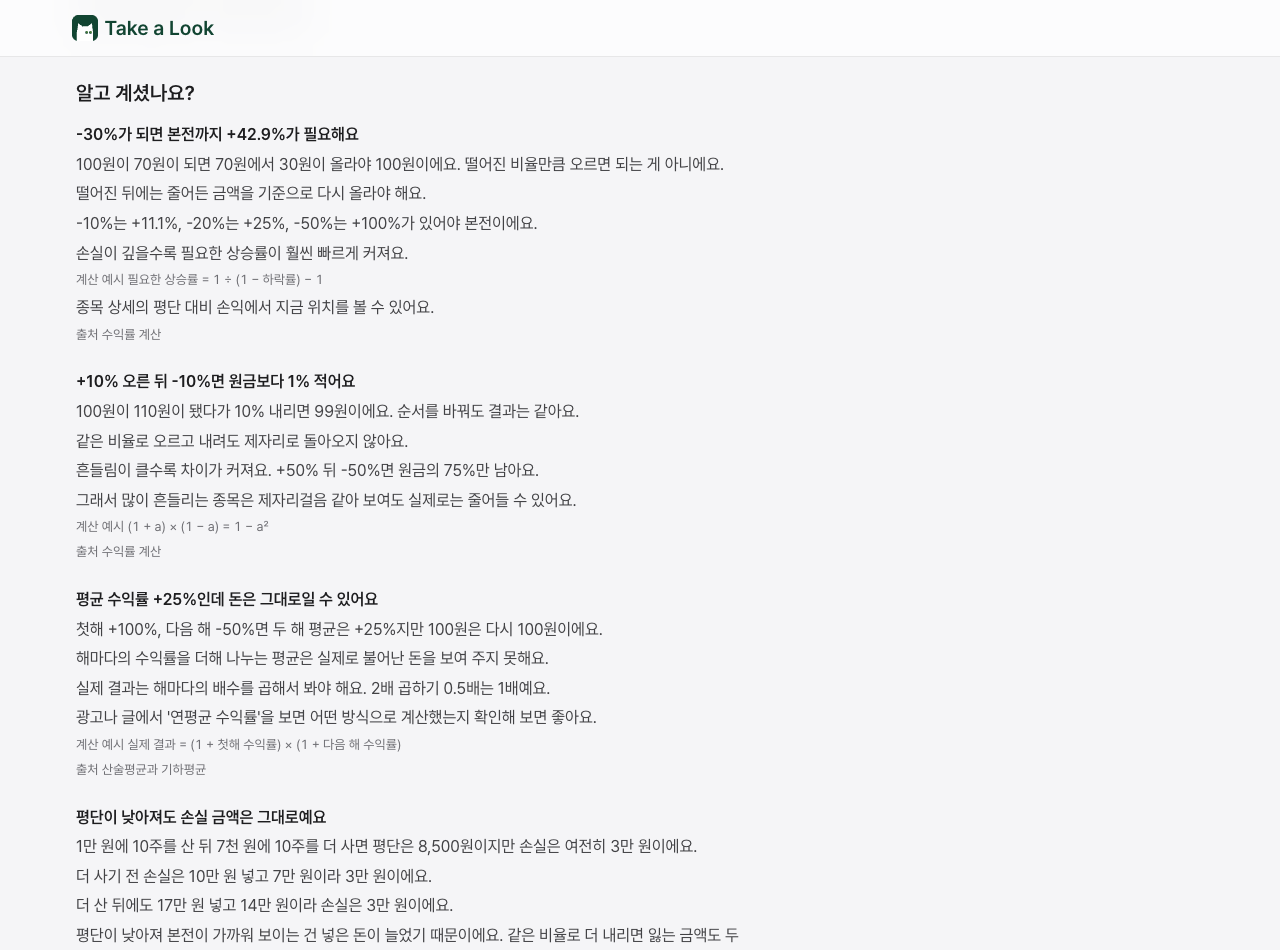 Take a Look
알고 계셨나요?
-30%가 되면 본전까지 +42.9%가 필요해요
100원이 70원이 되면 70원에서 30원이 올라야 100원이에요. 떨어진 비율만큼 오르면 되는 게 아니에요.
떨어진 뒤에는 줄어든 금액을 기준으로 다시 올라야 해요.
-10%는 +11.1%, -20%는 +25%, -50%는 +100%가 있어야 본전이에요.
손실이 깊을수록 필요한 상승률이 훨씬 빠르게 커져요.
계산 예시 필요한 상승률 = 1 ÷ (1 − 하락률) − 1
종목 상세의 평단 대비 손익에서 지금 위치를 볼 수 있어요.
출처 수익률 계산
+10% 오른 뒤 -10%면 원금보다 1% 적어요
100원이 110원이 됐다가 10% 내리면 99원이에요. 순서를 바꿔도 결과는 같아요.
같은 비율로 오르고 내려도 제자리로 돌아오지 않아요.
흔들림이 클수록 차이가 커져요. +50% 뒤 -50%면 원금의 75%만 남아요.
그래서 많이 흔들리는 종목은 제자리걸음 같아 보여도 실제로는 줄어들 수 있어요.
계산 예시 (1 + a) × (1 − a) = 1 − a²
출처 수익률 계산
평균 수익률 +25%인데 돈은 그대로일 수 있어요
첫해 +100%, 다음 해 -50%면 두 해 평균은 +25%지만 100원은 다시 100원이에요.
해마다의 수익률을 더해 나누는 평균은 실제로 불어난 돈을 보여 주지 못해요.
실제 결과는 해마다의 배수를 곱해서 봐야 해요. 2배 곱하기 0.5배는 1배예요.
광고나 글에서 '연평균 수익률'을 보면 어떤 방식으로 계산했는지 확인해 보면 좋아요.
계산 예시 실제 결과 = (1 + 첫해 수익률) × (1 + 다음 해 수익률)
출처 산술평균과 기하평균
평단이 낮아져도 손실 금액은 그대로예요
1만 원에 10주를 산 뒤 7천 원에 10주를 더 사면 평단은 8,500원이지만 손실은 여전히 3만 원이에요.
더 사기 전 손실은 10만 원 넣고 7만 원이라 3만 원이에요.
더 산 뒤에도 17만 원 넣고 14만 원이라 손실은 3만 원이에요.
평단이 낮아져 본전이 가까워 보이는 건 넣은 돈이 늘었기 때문이에요. 같은 비율로 더 내리면 잃는 금액도 두